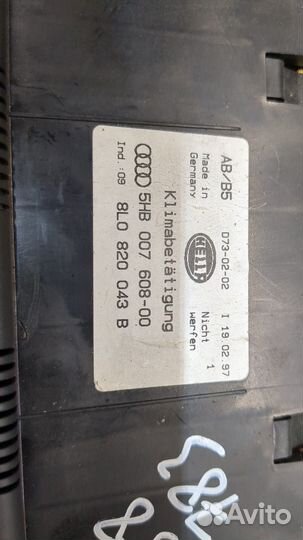 AB/B5 D73-02-02 I 19 02.97
Made in Nicht 1
Germany HELLA werfen
Klimabetätigung
5HB 007 608-00
Ind.:09 8L0 820 043 B
Avito